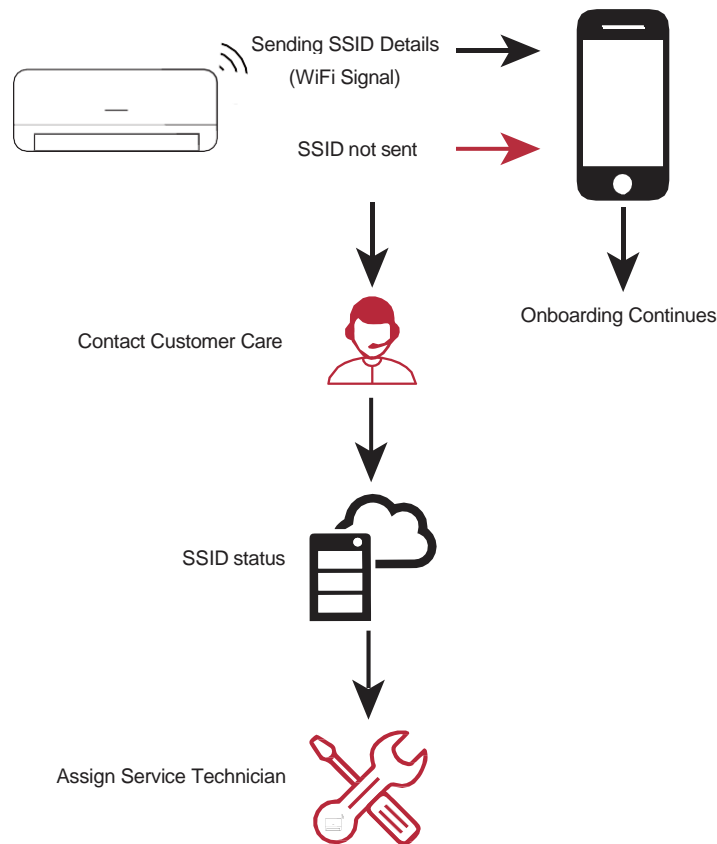 Sending SSID Details
(WiFi Signal)
SSID not sent
Onboarding Continues
Contact Customer Care
SSID status
Assign Service Technician